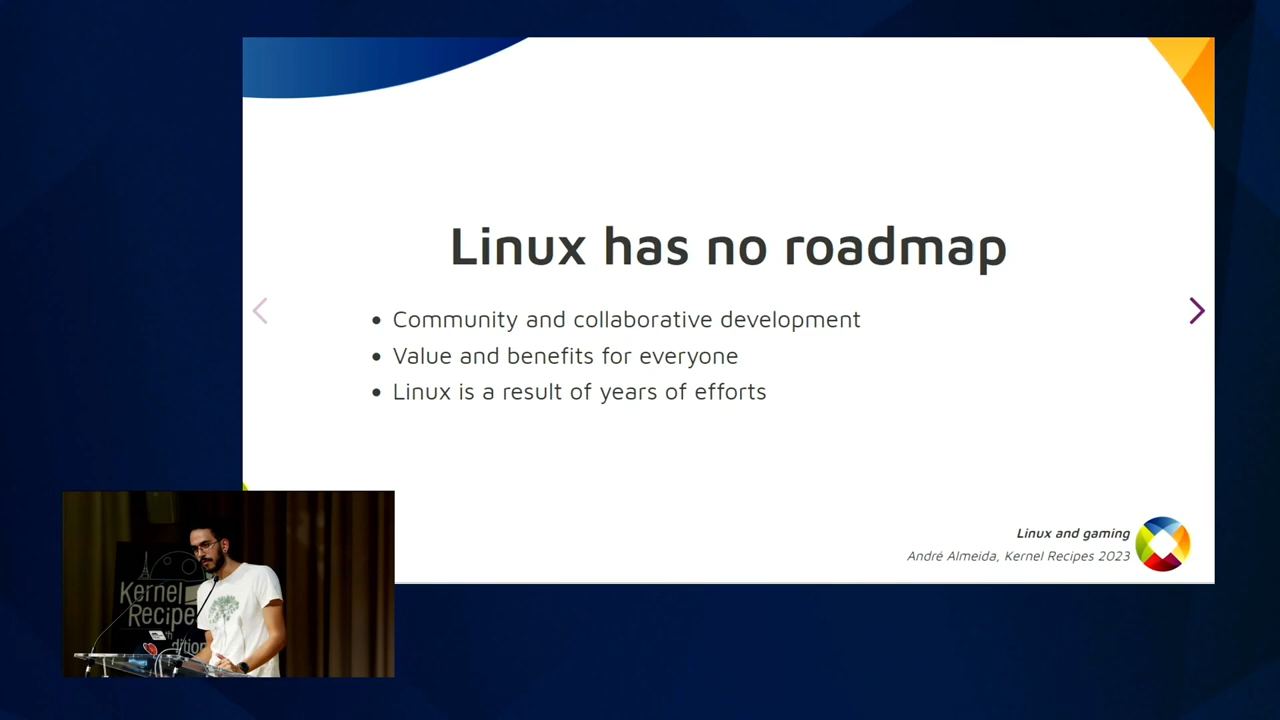 Linux has no roadmap
Community and collaborative development
Value and benefits for everyone
Linux is a result of years of efforts
Linux and gaming
André Almeida, Kernel Recipes 2023
Kernel
Recipe